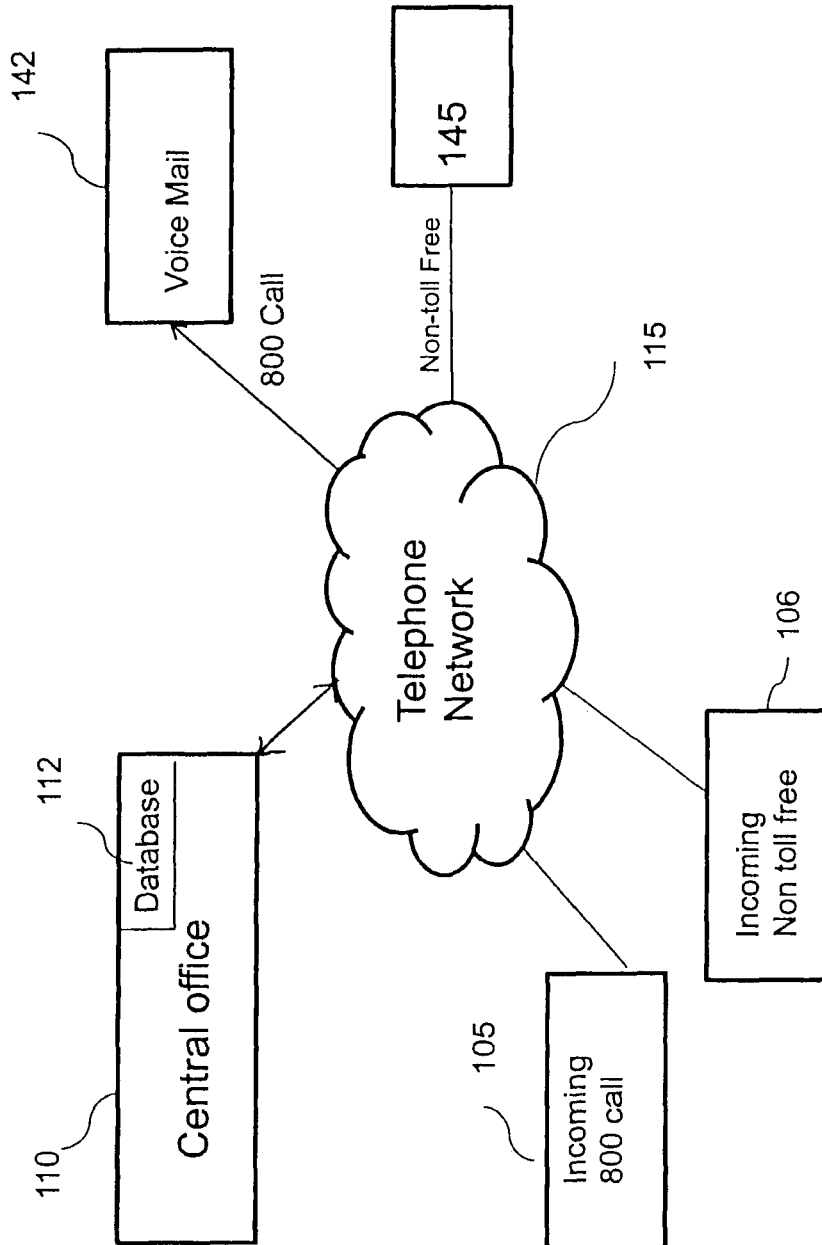 110
112
Database
Central office
142
Voice Mail
800 Call
Telephone
Network
Non-toll Free
145
115
105
Incoming
800 call
106
Incoming
Non toll free